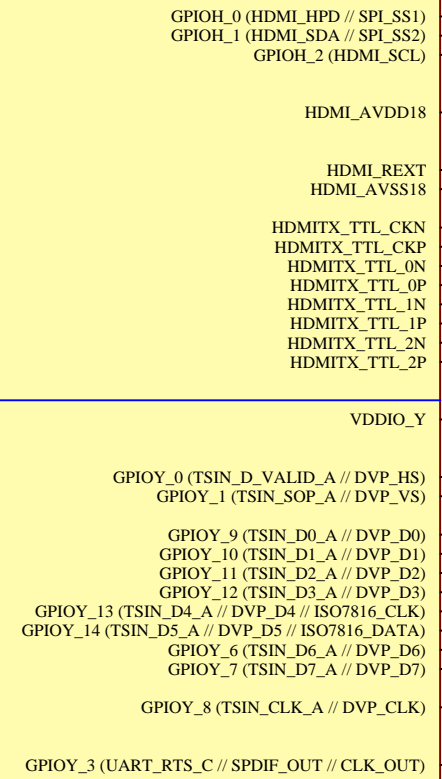 GPIOH_0 (HDMI_HPD // SPI_SS1)
GPIOH_1 (HDMI_SDA // SPI_SS2)
GPIOH_2 (HDMI_SCL)
HDMI_AVDD18
HDMI_REXT
HDMI_AVSS18
HDMITX_TTL_CKN
HDMITX_TTL_CKP
HDMITX_TTL_0N
HDMITX_TTL_0P
HDMITX_TTL_1N
HDMITX_TTL_1P
HDMITX_TTL_2N
HDMITX_TTL_2P
VDDIO_Y
GPIOY_0 (TSIN_D_VALID_A // DVP_HS)
GPIOY_1 (TSIN_SOP_A // DVP_VS)
GPIOY_9 (TSIN_D0_A // DVP_D0)
GPIOY_10 (TSIN_D1_A // DVP_D1)
GPIOY_11 (TSIN_D2_A // DVP_D2)
GPIOY_12 (TSIN_D3_A // DVP_D3)
GPIOY_13 (TSIN_D4_A // DVP_D4 // ISO7816_CLK)
GPIOY_14 (TSIN_D5_A // DVP_D5 // ISO7816_DATA)
GPIOY_6 (TSIN_D6_A // DVP_D6)
GPIOY_7 (TSIN_D7_A // DVP_D7)
GPIOY_8 (TSIN_CLK_A // DVP_CLK)
GPIOY_3 (UART_RTS_C // SPDIF_OUT // CLK_OUT)